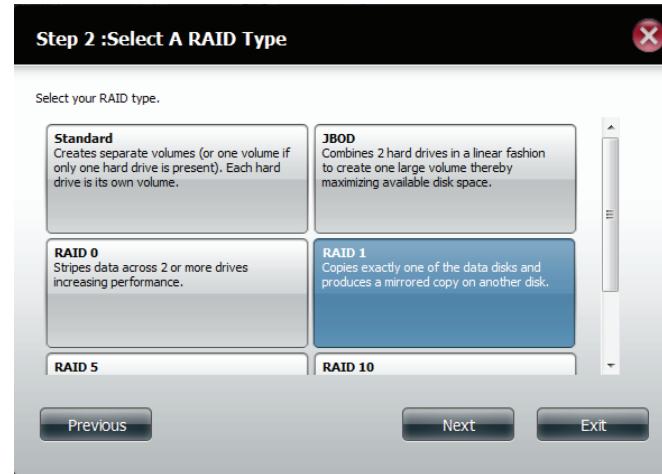 Step 2 :Select A RAID Type
Select your RAID type.
Standard
Creates separate volumes (or one volume if
only one hard drive is present). Each hard
drive is its own volume.
JBOD
Combines 2 hard drives in a linear fashion
to create one large volume thereby
maximizing available disk space.
RAID 0
Stripes data across 2 or more drives
increasing performance.
RAID 1
Copies exactly one of the data disks and
produces a mirrored copy on another disk.
RAID 5
RAID 10
Previous
Next
Exit